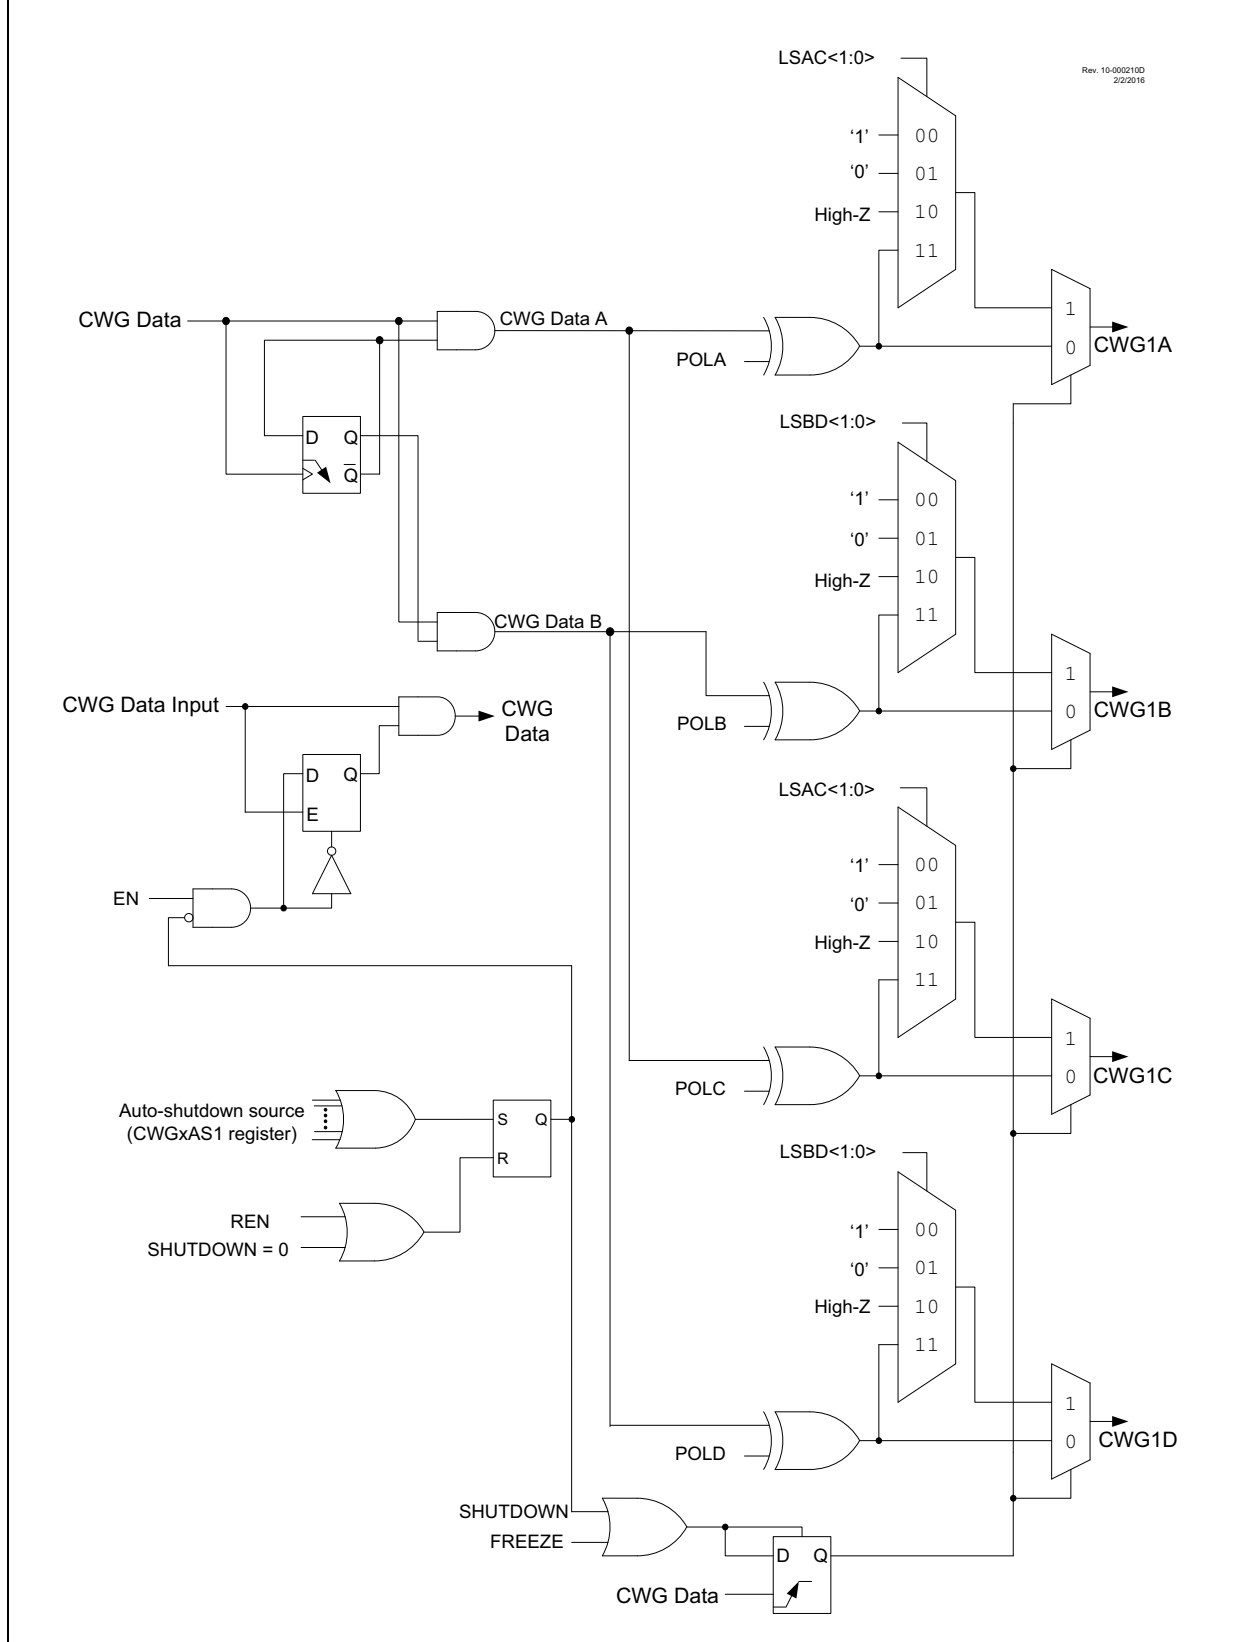 LSAC<1:0>
Rev. 10-000210D
2/2/2016
‘1’ 00
‘0’ 01
High-Z 10
11
CWG Data
CWG Data A
1
0
CWG1A
POLA
D Q
Q
LSBD<1:0>
‘1’ 00
‘0’ 01
High-Z 10
11
CWG Data B
1
0
CWG1B
POLB
CWG Data Input
CWG
Data
D Q
E
EN
LSAC<1:0>
‘1’ 00
‘0’ 01
High-Z 10
11
1
0
CWG1C
POLC
Auto-shutdown source
(CWGxAS1 register)
S Q
R
REN
SHUTDOWN = 0
LSBD<1:0>
‘1’ 00
‘0’ 01
High-Z 10
11
1
0
CWG1D
POLD
SHUTDOWN
FREEZE
D Q
CWG Data